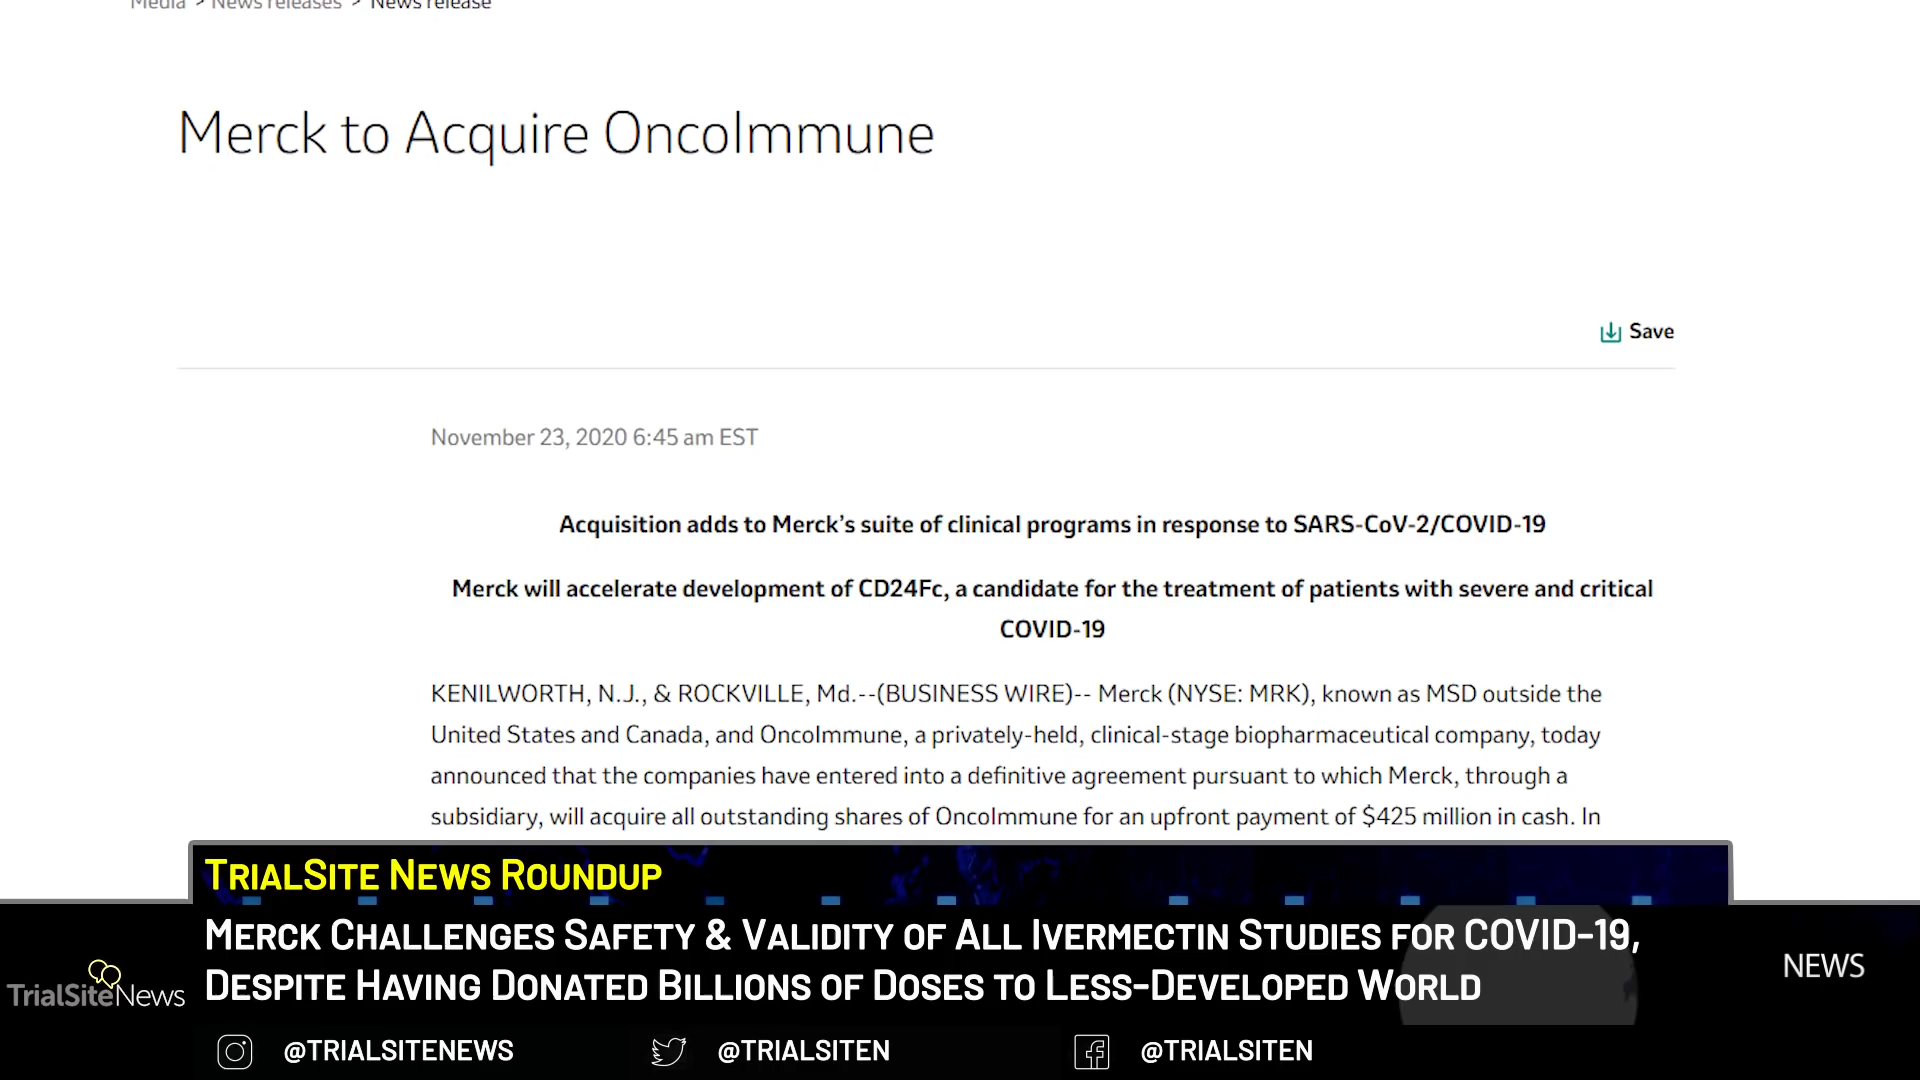 Media > News releases > News release
Merck to Acquire OncoImmune
Save
November 23, 2020 6:45 am EST
Acquisition adds to Merck's suite of clinical programs in response to SARS-CoV-2/COVID-19
Merck will accelerate development of CD24Fc, a candidate for the treatment of patients with severe and critical
COVID-19
KENILWORTH, N.J., & ROCKVILLE, Md.--(BUSINESS WIRE)-- Merck (NYSE: MRK), known as MSD outside the
United States and Canada, and OncoImmune, a privately-held, clinical-stage biopharmaceutical company, today
announced that the companies have entered into a definitive agreement pursuant to which Merck, through a
subsidiary, will acquire all outstanding shares of OncoImmune for an upfront payment of $425 million in cash. In
TrialSite News Roundup
Merck Challenges Safety & Validity of All Ivermectin Studies for COVID-19,
Despite Having Donated Billions of Doses to Less-Developed World
TrialSiteNews
NEWS
@TRIALSITENEWS
@TRIALSITEN
@TRIALSITEN